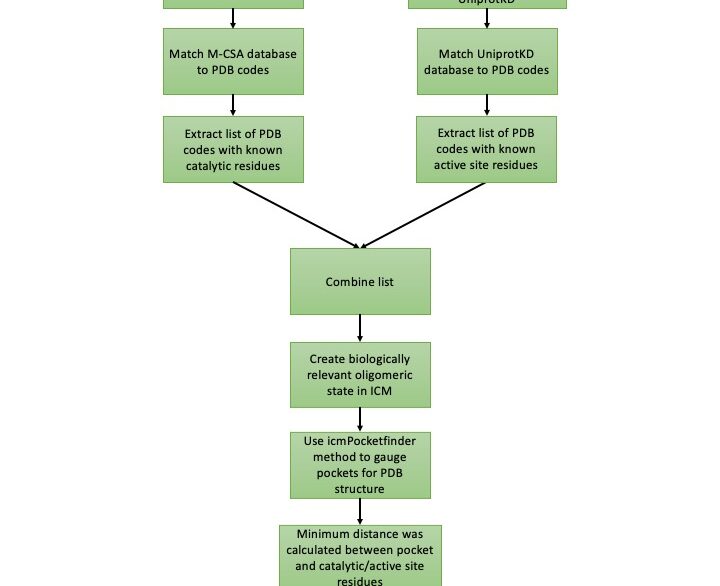 UniprotKD
Match M-CSA database
to PDB codes
Match UniprotKD
database to PDB codes
Extract list of PDB
codes with known
catalytic residues
Extract list of PDB
codes with known
active site residues
Combine list
Create biologically
relevant oligomeric
state in ICM
Use icmPocketfinder
method to gauge
pockets for PDB
structure
Minimum distance was
calculated between pocket
and catalytic/active site
residues